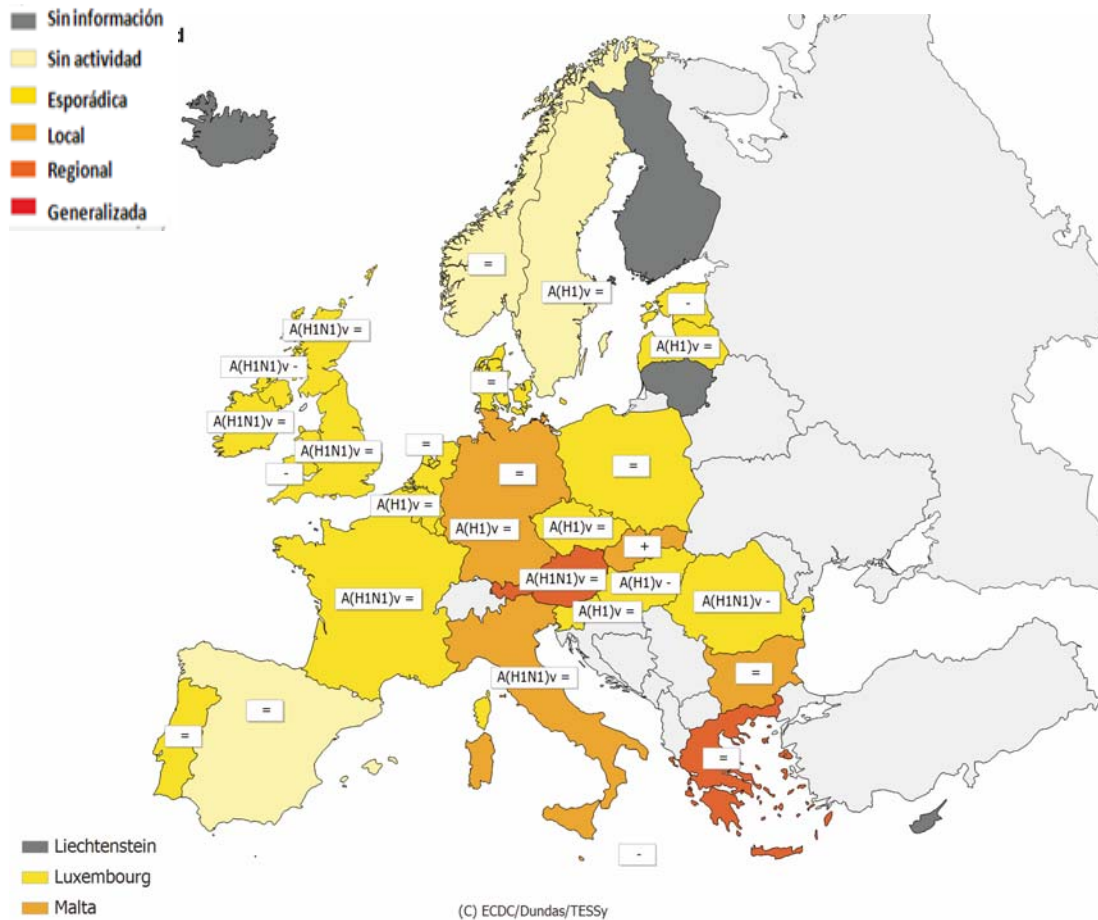 Sin información
d
Sin actividad
Esporádica
Local
Regional
Generalizada
=
A(H1)v =
-
A(H1N1)v =
A(H1)v =
A(H1N1)v -
=
A(H1N1)v =
=
A(H1N1)v =
=
=
-
A(H1)v =
A(H1)v =
A(H1)v =
+
A(H1N1)v =
A(H1)v -
A(H1N1)v =
A(H1N1)v -
A(H1)v =
A(H1N1)v =
=
=
=
=
Liechtenstein
-
Luxembourg
Malta
(C) ECDC/Dundas/TESSy